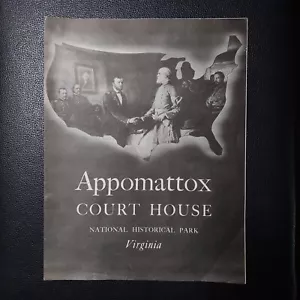 Appomattox
COURT HOUSE
NATIONAL HISTORICAL PARK
Virginia